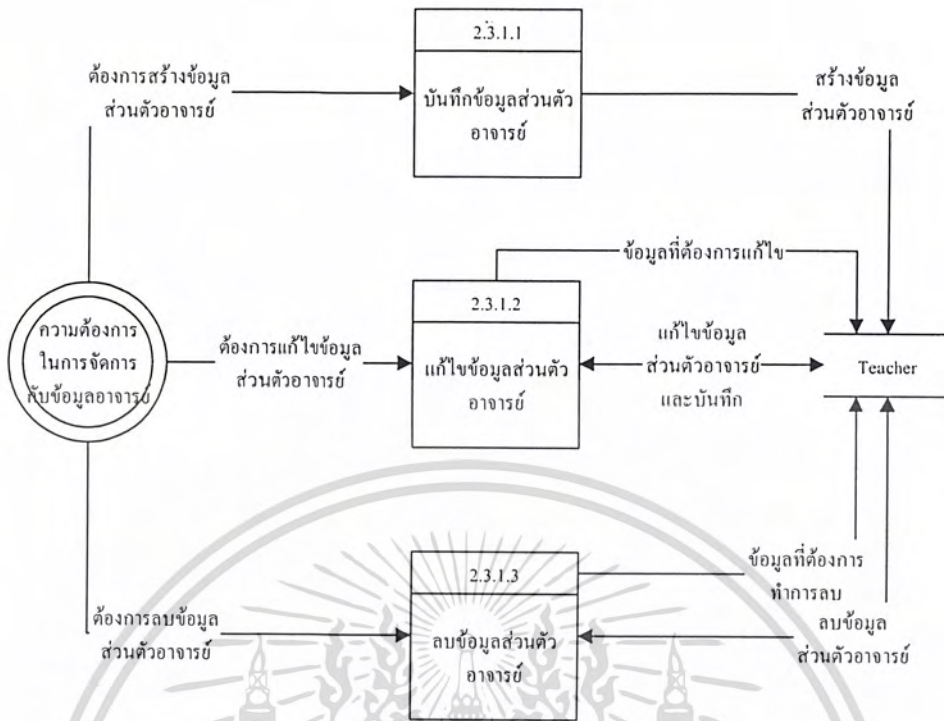 2.3.1.1
ต้องการสร้างข้อมูล
ส่วนตัวอาจารย์
บันทึกข้อมูลส่วนตัว
อาจารย์
สร้างข้อมูล
ส่วนตัวอาจารย์
ข้อมูลที่ต้องการแก้ไข
2.3.1.2
ความต้องการ
ในการจัดการ
กับข้อมูลอาจารย์
ต้องการแก้ไขข้อมูล
ส่วนตัวอาจารย์
แก้ไขข้อมูลส่วนตัว
อาจารย์
แก้ไขข้อมูล
ส่วนตัวอาจารย์
และบันทึก
Teacher
2.3.1.3
ข้อมูลที่ต้องการ
ทำการลบ
ต้องการลบข้อมูล
ส่วนตัวอาจารย์
ลบข้อมูลส่วนตัว
อาจารย์
ลบข้อมูล
ส่วนตัวอาจารย์